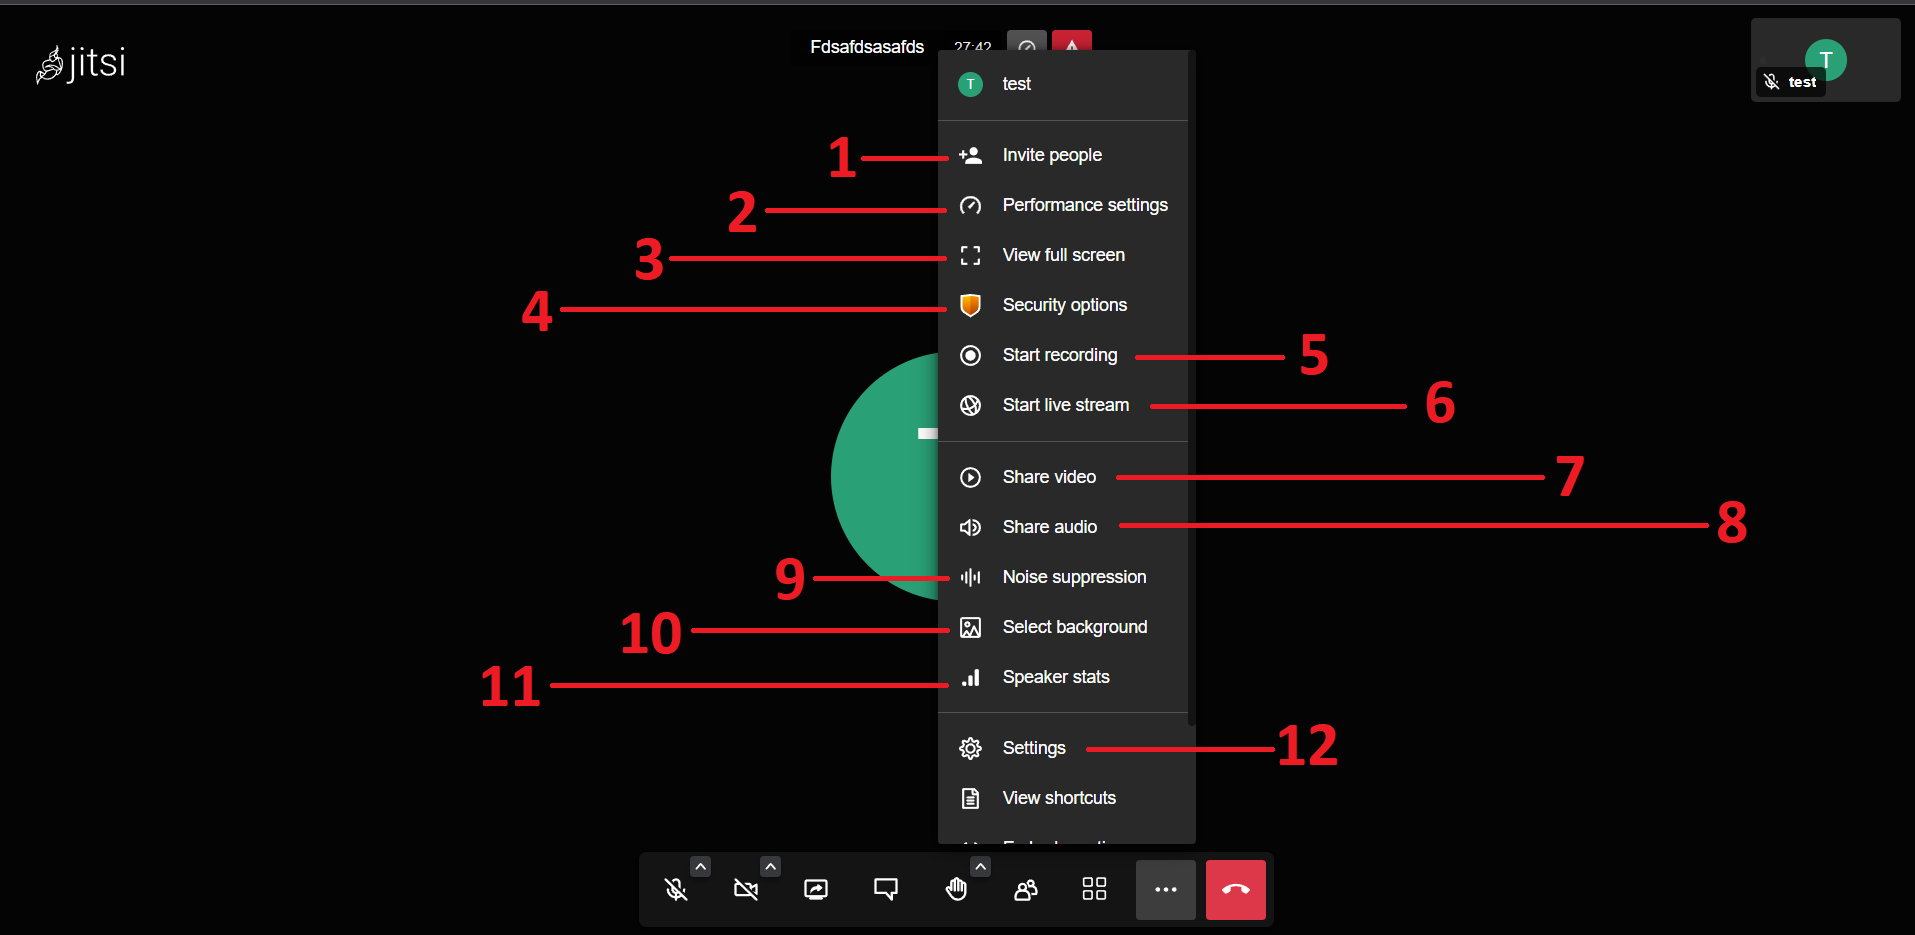 jitsi
Fdsafdsasafds 27:42
T
test
T test
1 Invite people
2 Performance settings
3 View full screen
4 Security options
Start recording 5
Start live stream 6
Share video 7
Share audio 8
9 Noise suppression
10 Select background
11 Speaker stats
Settings 12
View shortcuts